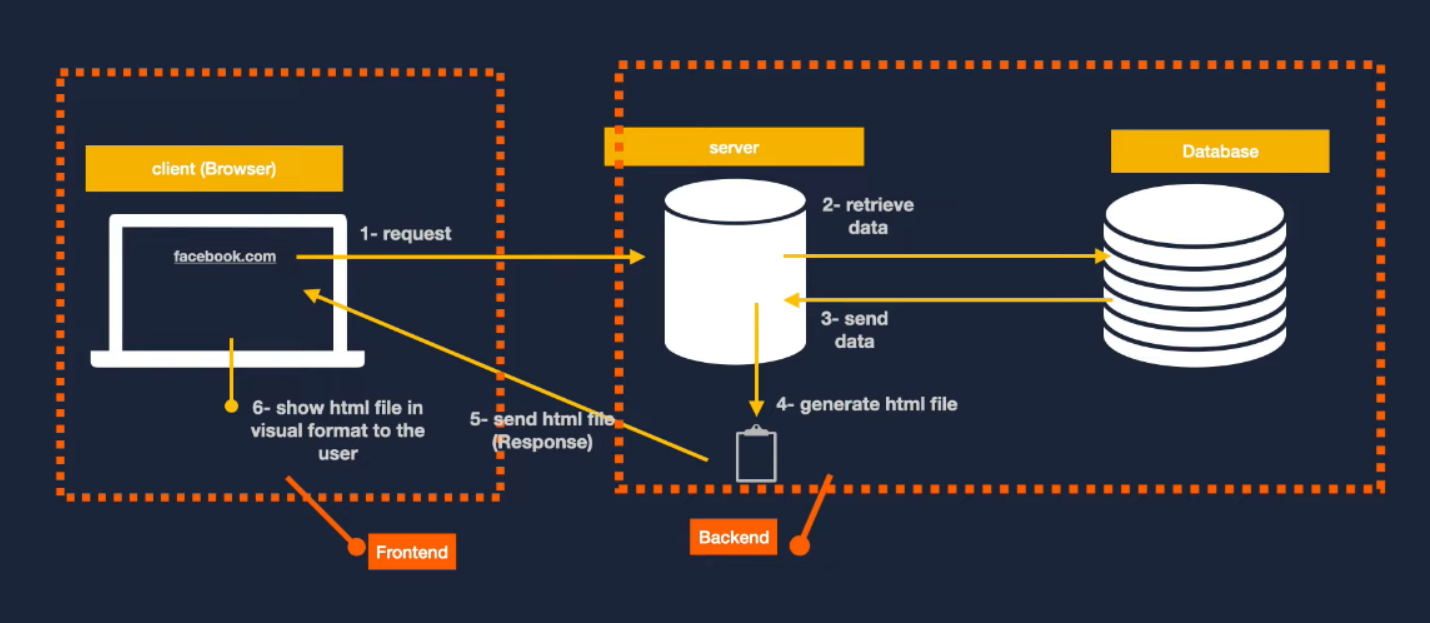 client (Browser)
server
Database
facebook.com
1- request
2- retrieve
data
3- send
data
4- generate html file
5- send html file
(Response)
6- show html file in
visual format to the
user
Frontend
Backend